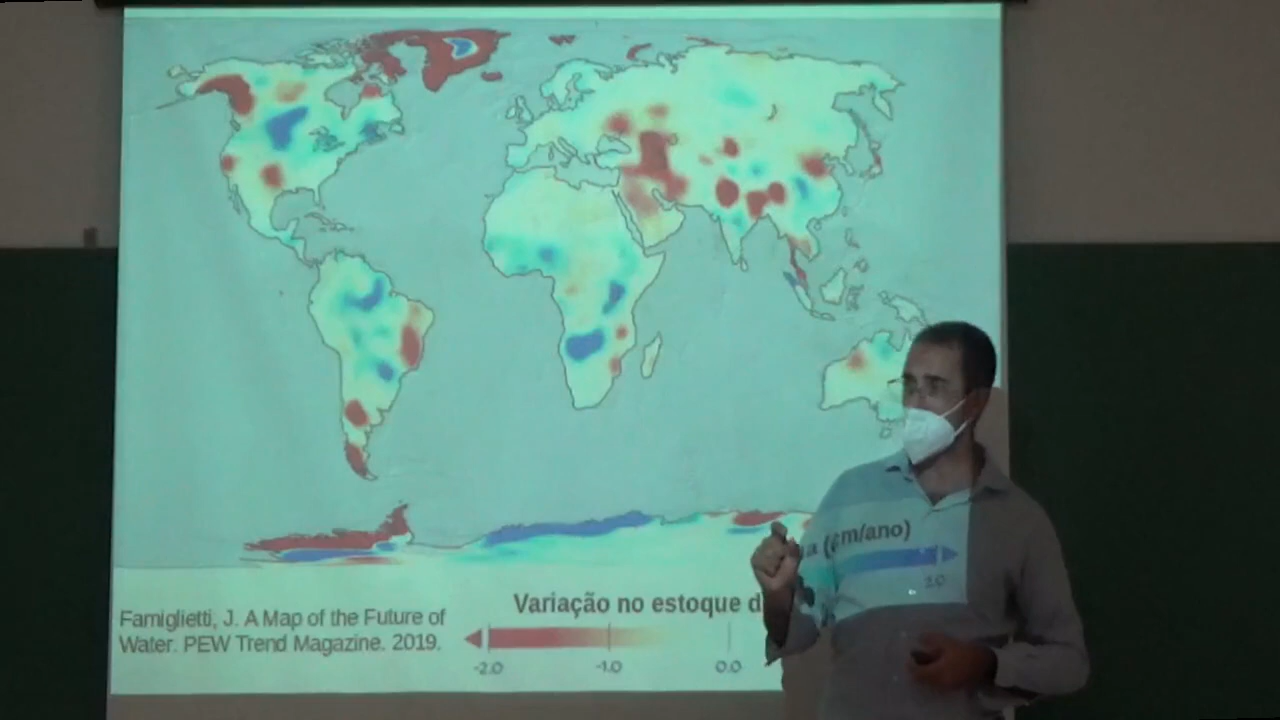 Famiglietti, J. A Map of the Future of
Water. PEW Trend Magazine. 2019.
Variação no estoque d
a (cm/ano)
-2.0 -1.0 0.0 2.0